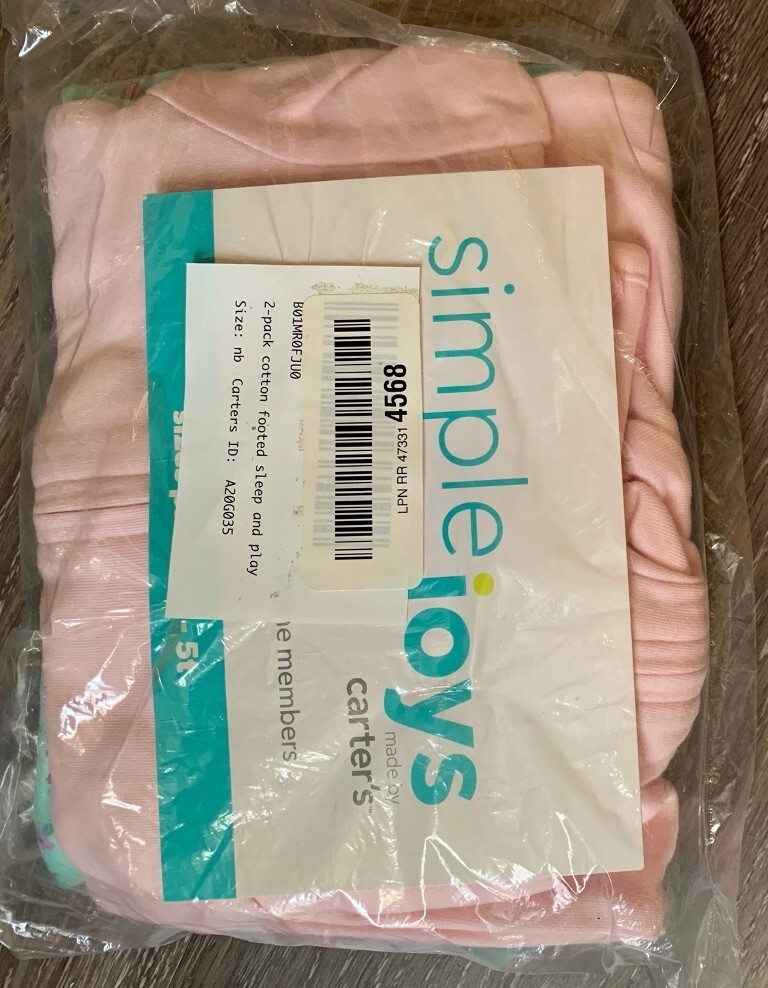 simple
joys
made by
carter's
members
5t
B01MR0FJU0
2-pack cotton footed sleep and play
Size: nb Carters ID: A20G035
LPN RR 47331 4568